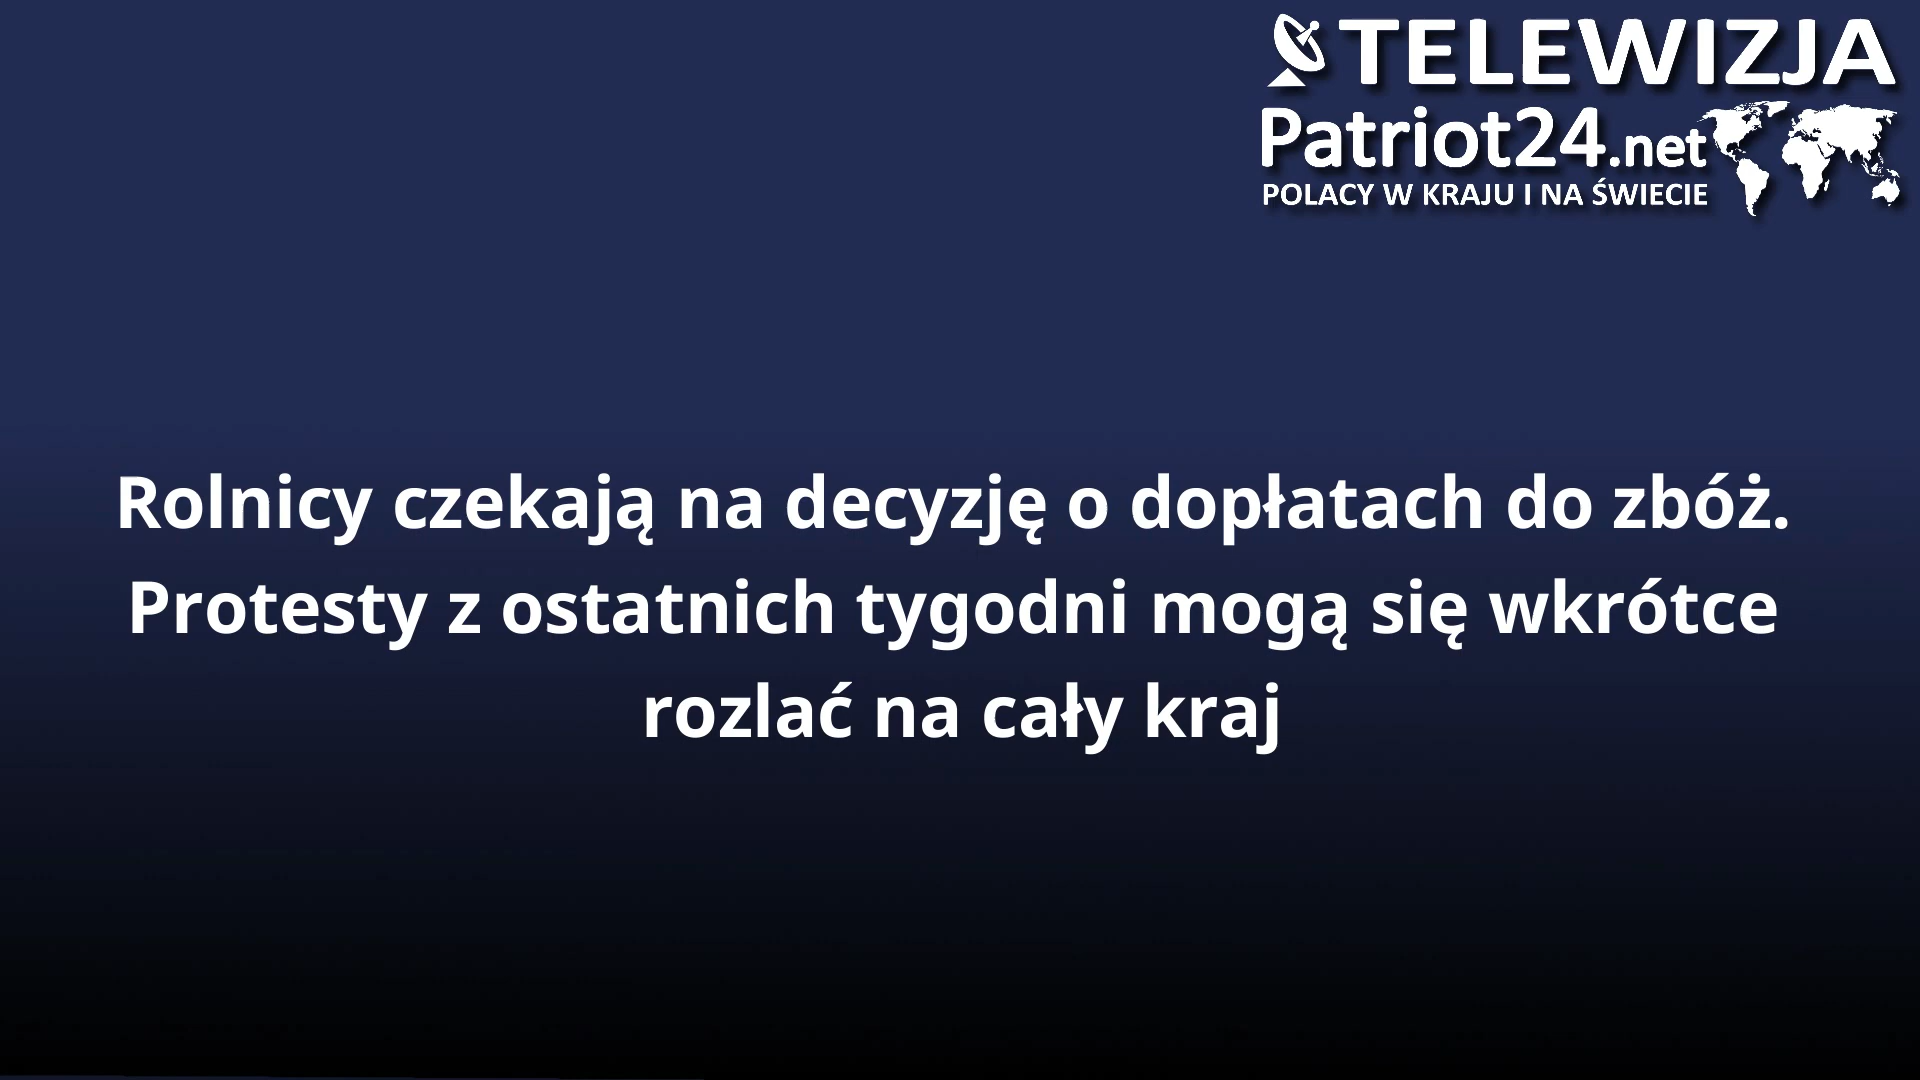 TELEWIZJA
Patriot24.net
POLACY W KRAJU I NA ŚWIECIE
Rolnicy czekają na decyzję o dopłatach do zbóż.
Protesty z ostatnich tygodni mogą się wkrótce
rozlać na cały kraj